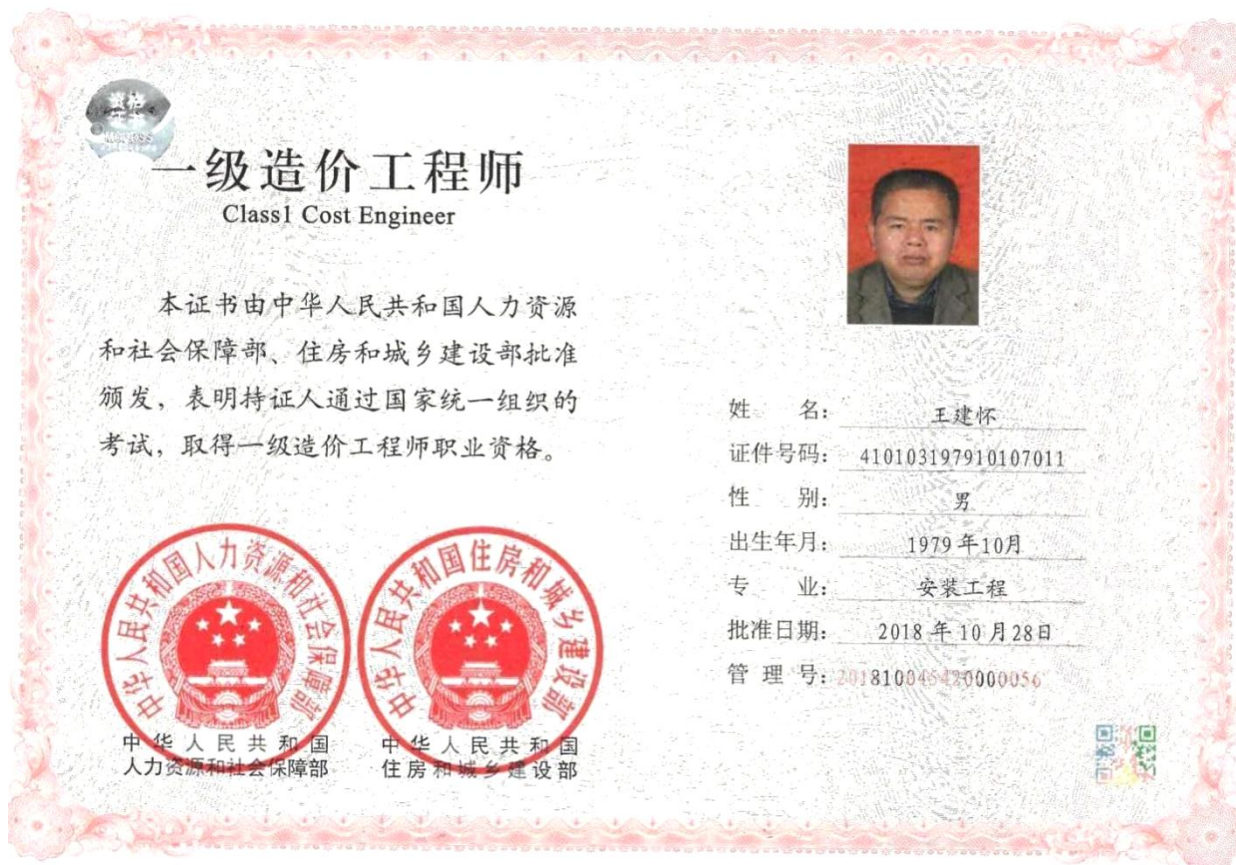 资格
证书
一级造价工程师
Class1 Cost Engineer
本证书由中华人民共和国人力资源
和社会保障部、住房和城乡建设部批准
颁发，表明持证人通过国家统一组织的
考试，取得一级造价工程师职业资格。
中华人民共和国人力资源和社会保障部
中华人民共和国住房和城乡建设部
中华人民共和国
人力资源和社会保障部
中华人民共和国
住房和城乡建设部
姓 名： 王建怀
证件号码： 410103197910107011
性 别： 男
出生年月： 1979年10月
专 业： 安装工程
批准日期： 2018年10月28日
管 理 号：